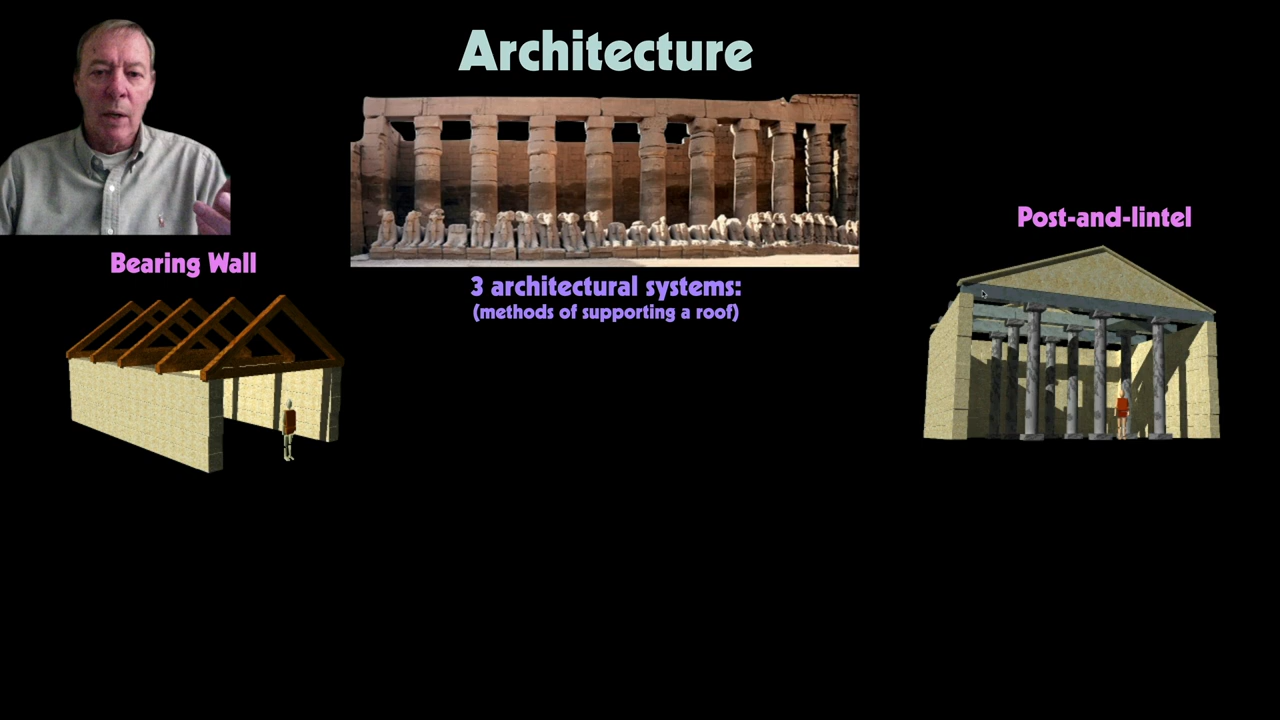 Architecture
Post-and-lintel
Bearing Wall
3 architectural systems:
(methods of supporting a roof)